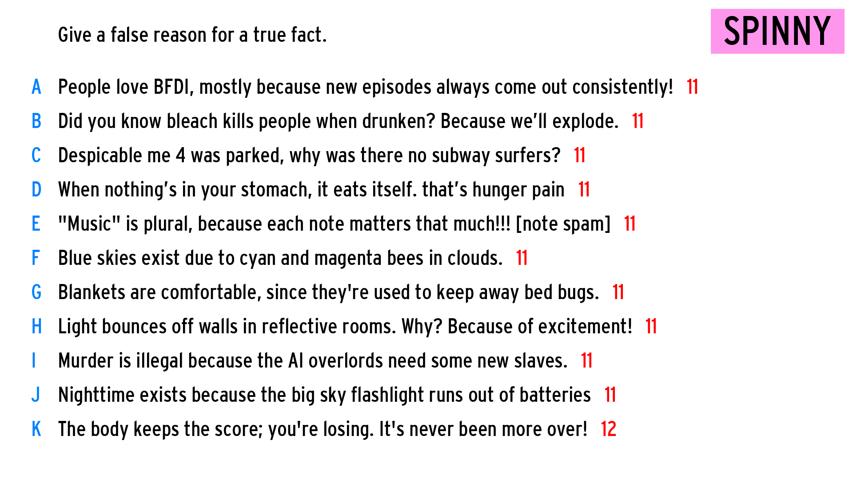 Give a false reason for a true fact.
SPINNY
A People love BFDI, mostly because new episodes always come out consistently! 11
B Did you know bleach kills people when drunken? Because we'll explode. 11
C Despicable me 4 was parked, why was there no subway surfers? 11
D When nothing's in your stomach, it eats itself. that's hunger pain 11
E "Music" is plural, because each note matters that much!!! [note spam] 11
F Blue skies exist due to cyan and magenta bees in clouds. 11
G Blankets are comfortable, since they're used to keep away bed bugs. 11
H Light bounces off walls in reflective rooms. Why? Because of excitement! 11
I Murder is illegal because the AI overlords need some new slaves. 11
J Nighttime exists because the big sky flashlight runs out of batteries 11
K The body keeps the score; you're losing. It's never been more over! 12